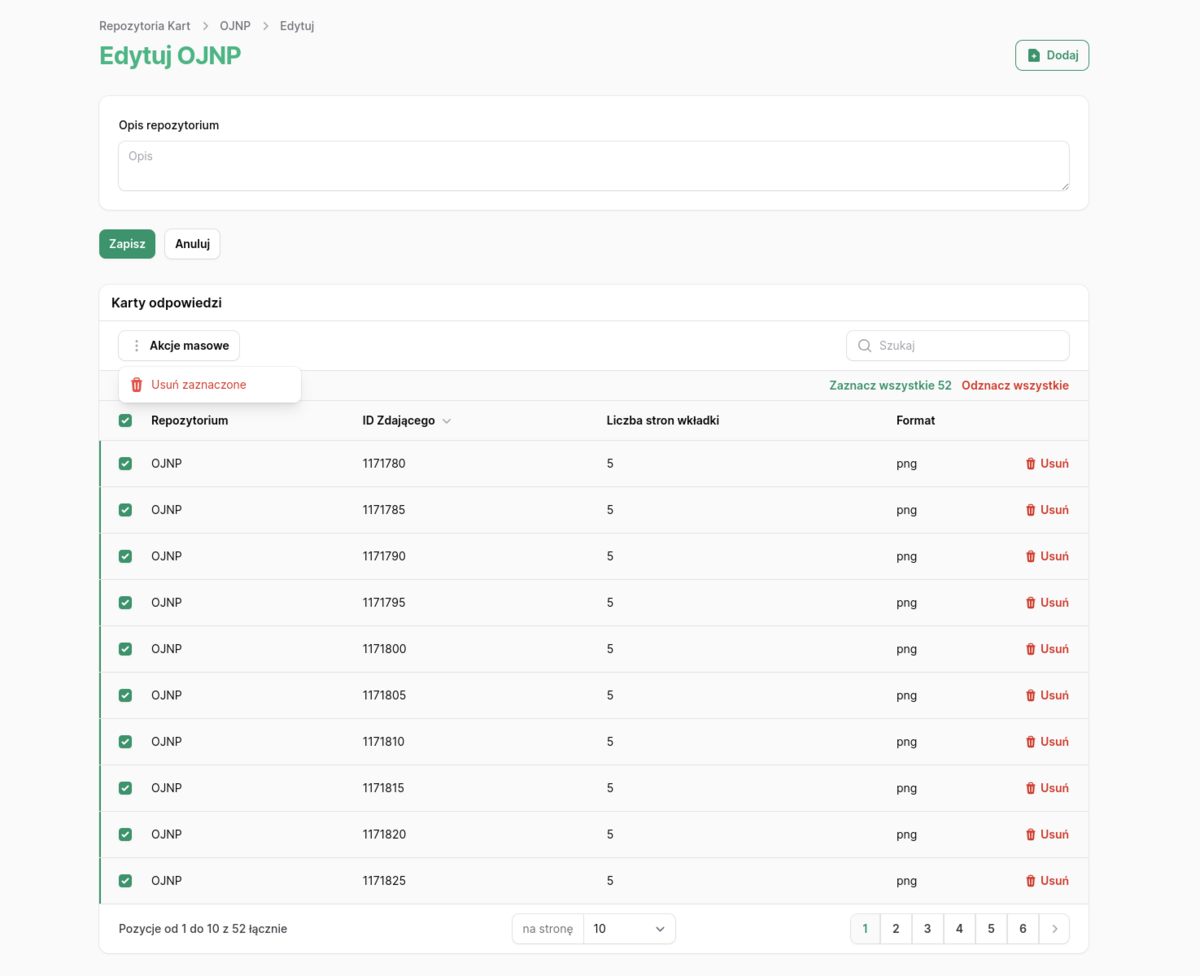 Repozytoria Kart > OJNP > Edytuj
Edytuj OJNP
Dodaj
Opis repozytorium
Opis
Zapisz Anuluj
Karty odpowiedzi
Akcje masowe Szukaj
Usuń zaznaczone Zaznacz wszystkie 52 Odznacz wszystkie
Repozytorium ID Zdającego Liczba stron wkładki Format
OJNP 1171780 5 png Usuń
OJNP 1171785 5 png Usuń
OJNP 1171790 5 png Usuń
OJNP 1171795 5 png Usuń
OJNP 1171800 5 png Usuń
OJNP 1171805 5 png Usuń
OJNP 1171810 5 png Usuń
OJNP 1171815 5 png Usuń
OJNP 1171820 5 png Usuń
OJNP 1171825 5 png Usuń
Pozycje od 1 do 10 z 52 łącznie na stronę 10 1 2 3 4 5 6